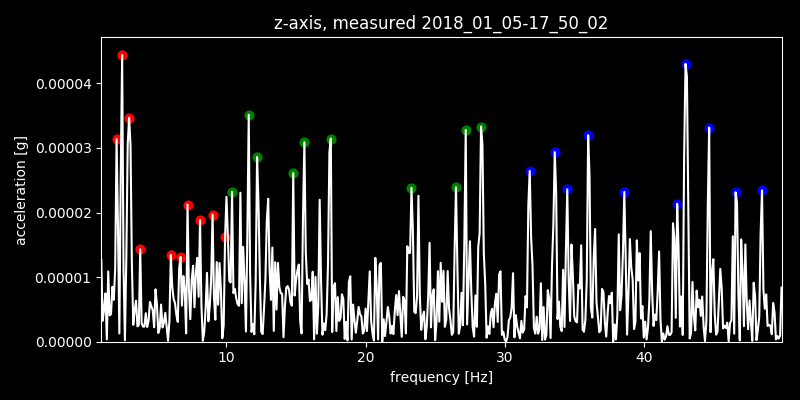 z-axis, measured 2018_01_05-17_50_02
0.00004
0.00003
0.00002
0.00001
0.00000
acceleration [g]
10 20 30 40
frequency [Hz]